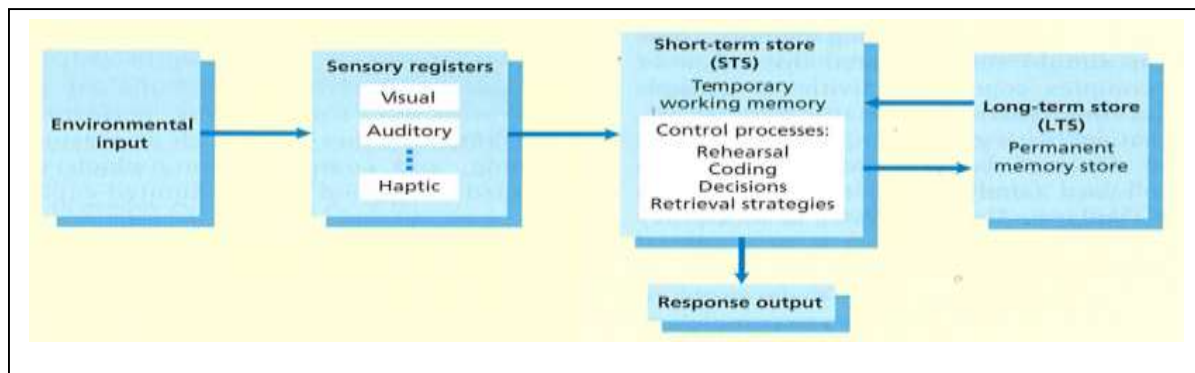 Environmental
input
Sensory registers
Visual
Auditory
Haptic
Short-term store
(STS)
Temporary
working memory
Control processes:
Rehearsal
Coding
Decisions
Retrieval strategies
Long-term store
(LTS)
Permanent
memory store
Response output